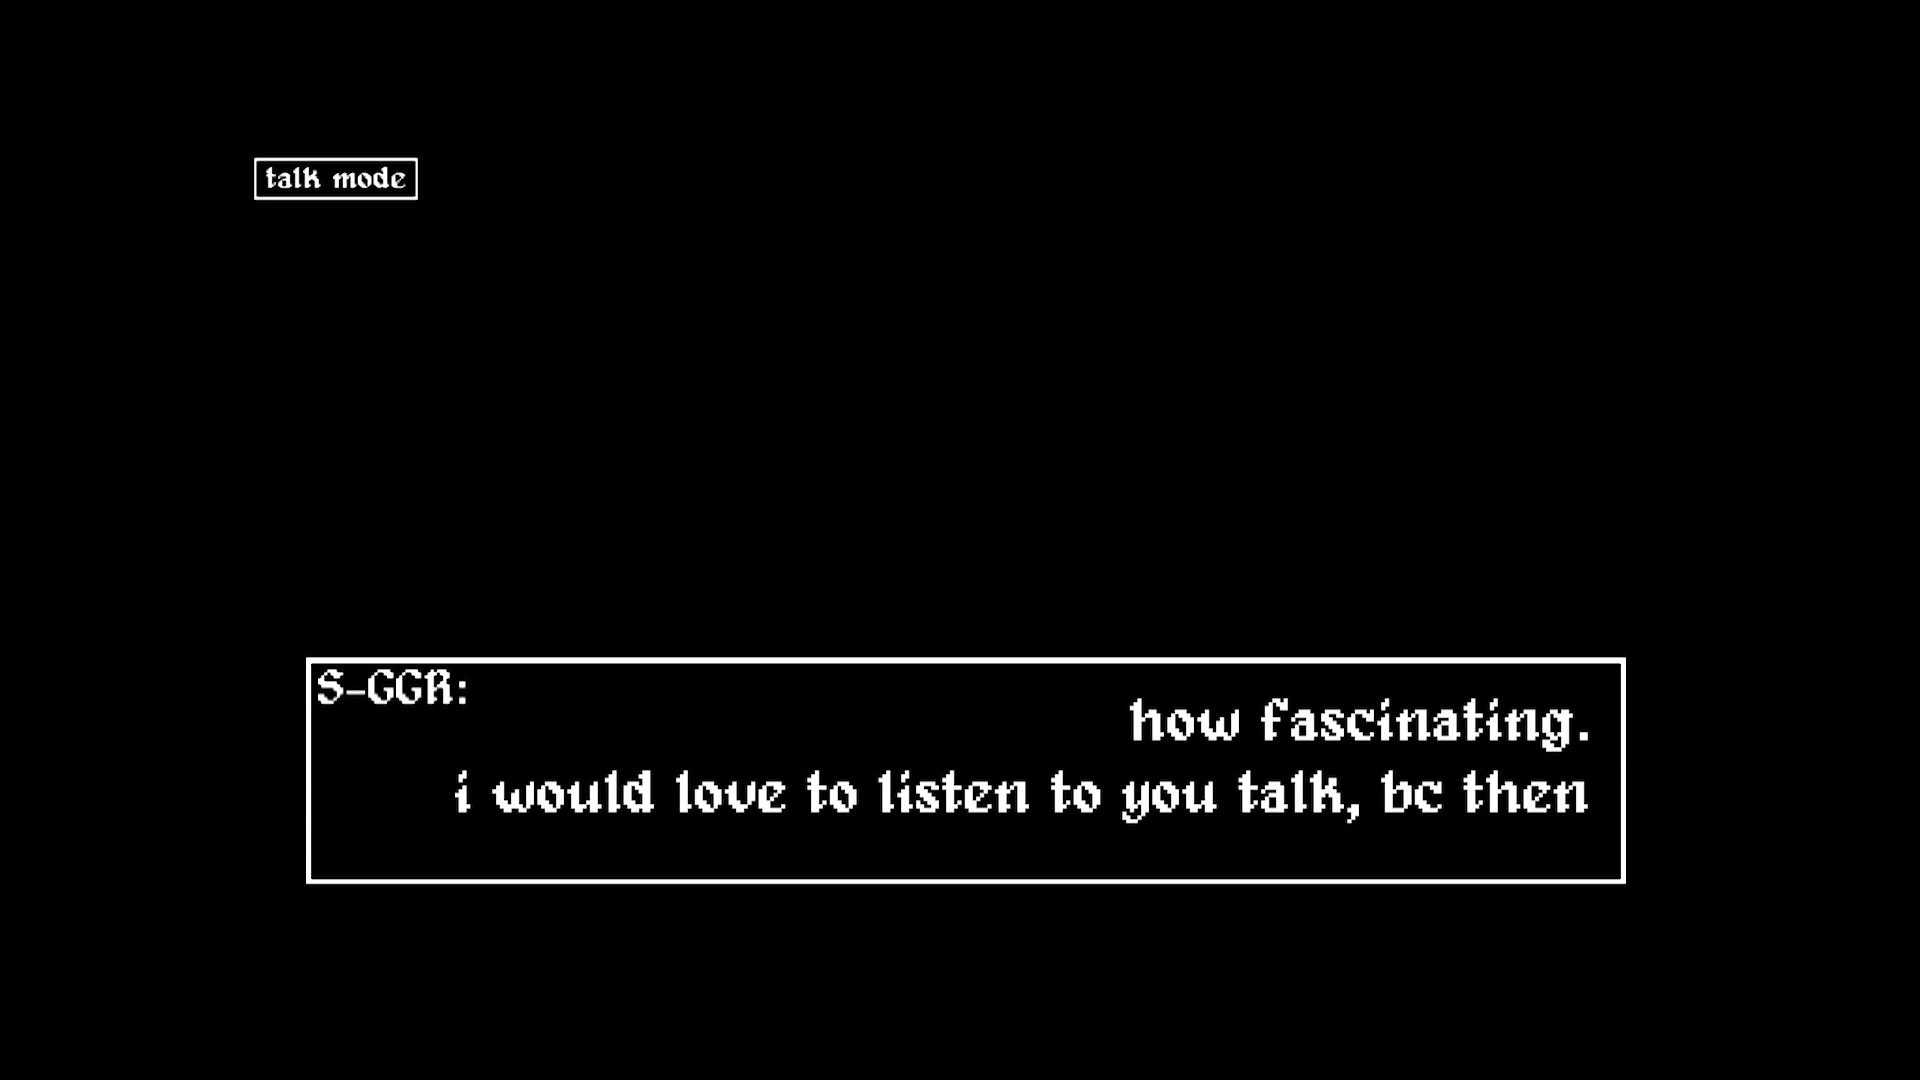 talk mode
S-GGR:
how fascinating.
i would love to listen to you talk, bc then